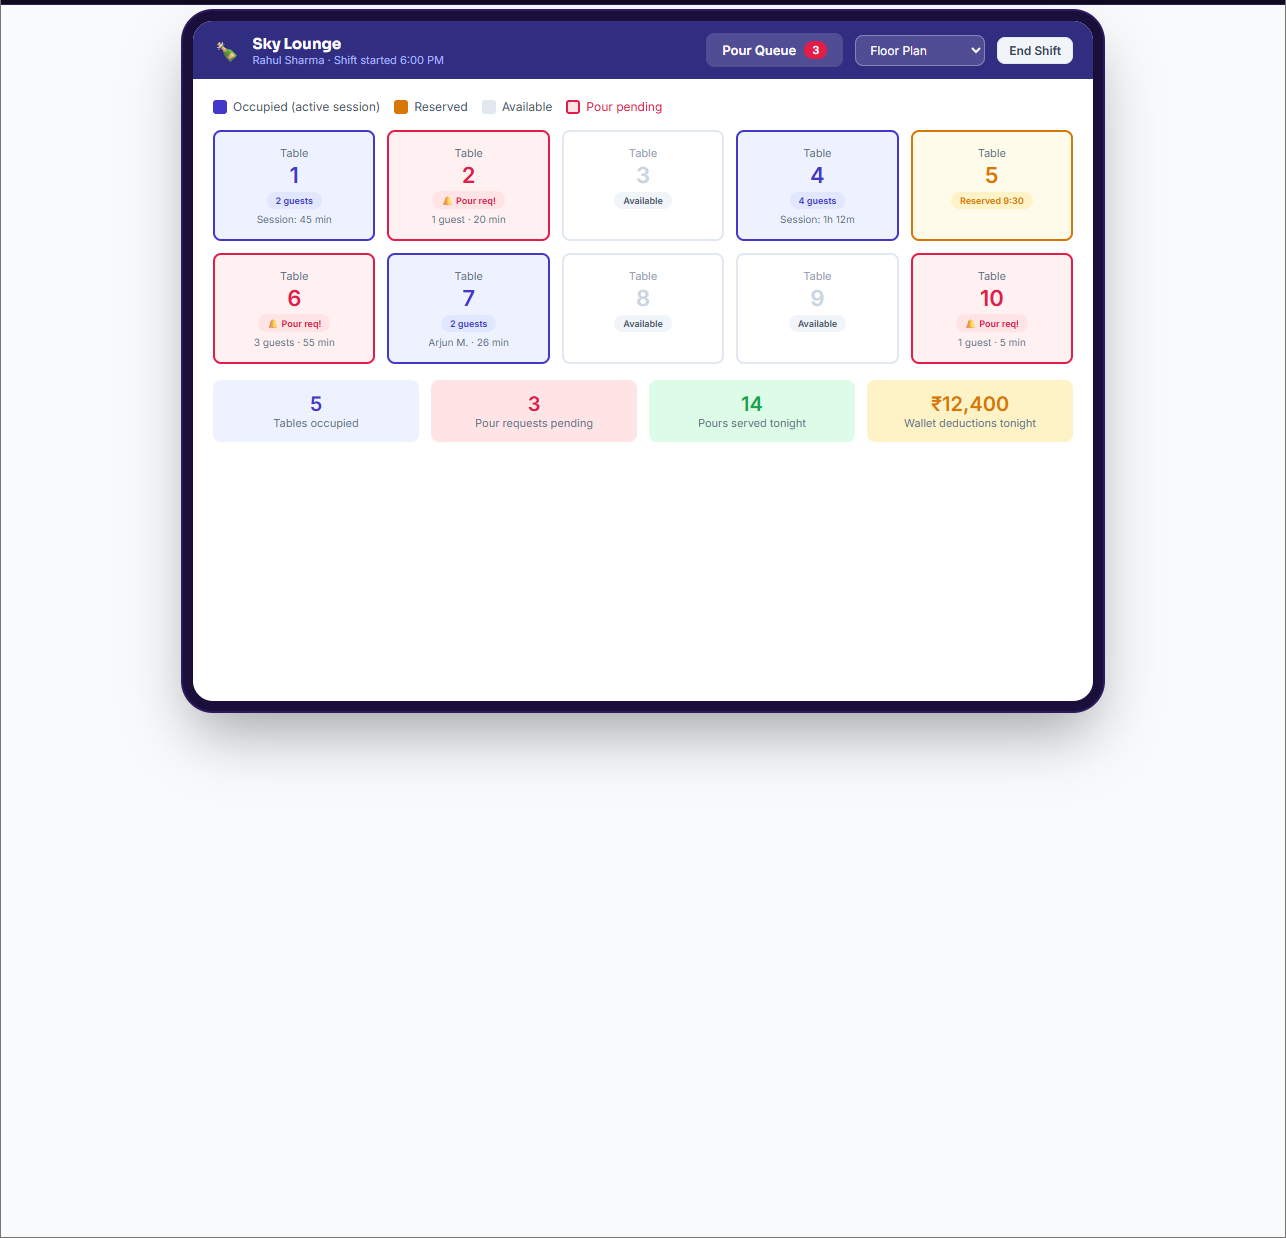 Sky Lounge
Rahul Sharma · Shift started 6:00 PM
Pour Queue 3
Floor Plan
End Shift
Occupied (active session)
Reserved
Available
Pour pending
Table
1
2 guests
Session: 45 min
Table
2
Pour req!
1 guest · 20 min
Table
3
Available
Table
4
4 guests
Session: 1h 12m
Table
5
Reserved 9:30
Table
6
Pour req!
3 guests · 55 min
Table
7
2 guests
Arjun M. · 26 min
Table
8
Available
Table
9
Available
Table
10
Pour req!
1 guest · 5 min
5
Tables occupied
3
Pour requests pending
14
Pours served tonight
₹12,400
Wallet deductions tonight